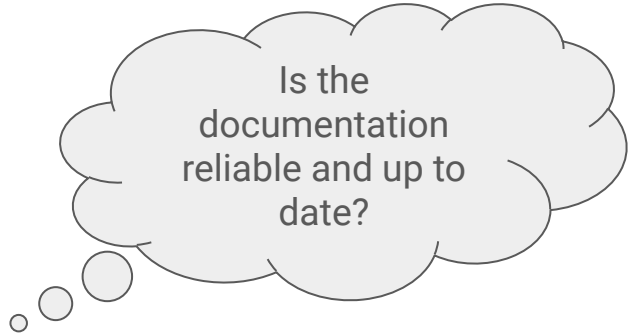 Is the
documentation
reliable and up to
date?